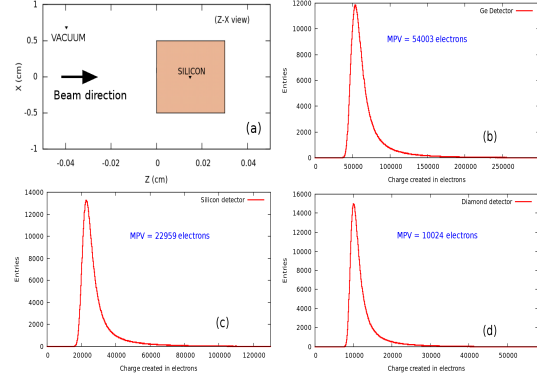 1
0.5
0
-0.5
-1
X (cm)
(Z-X view)
VACUUM
SILICON
Beam direction
(a)
-0.04
-0.02
0
0.02
0.04
Z (cm)
12000
10000
8000
6000
4000
2000
0
Entries
Ge Detector
MPV = 54003 electrons
(b)
0
50000
100000
150000
200000
250000
Charge created in electrons
14000
12000
10000
8000
6000
4000
2000
0
Entries
Silicon detector
MPV = 22959 electrons
(c)
0
20000
40000
60000
80000
100000
120000
Charge created in electrons
16000
14000
12000
10000
8000
6000
4000
2000
0
Entries
Diamond detector
MPV = 10024 electrons
(d)
0
10000
20000
30000
40000
50000
Charge created in electrons